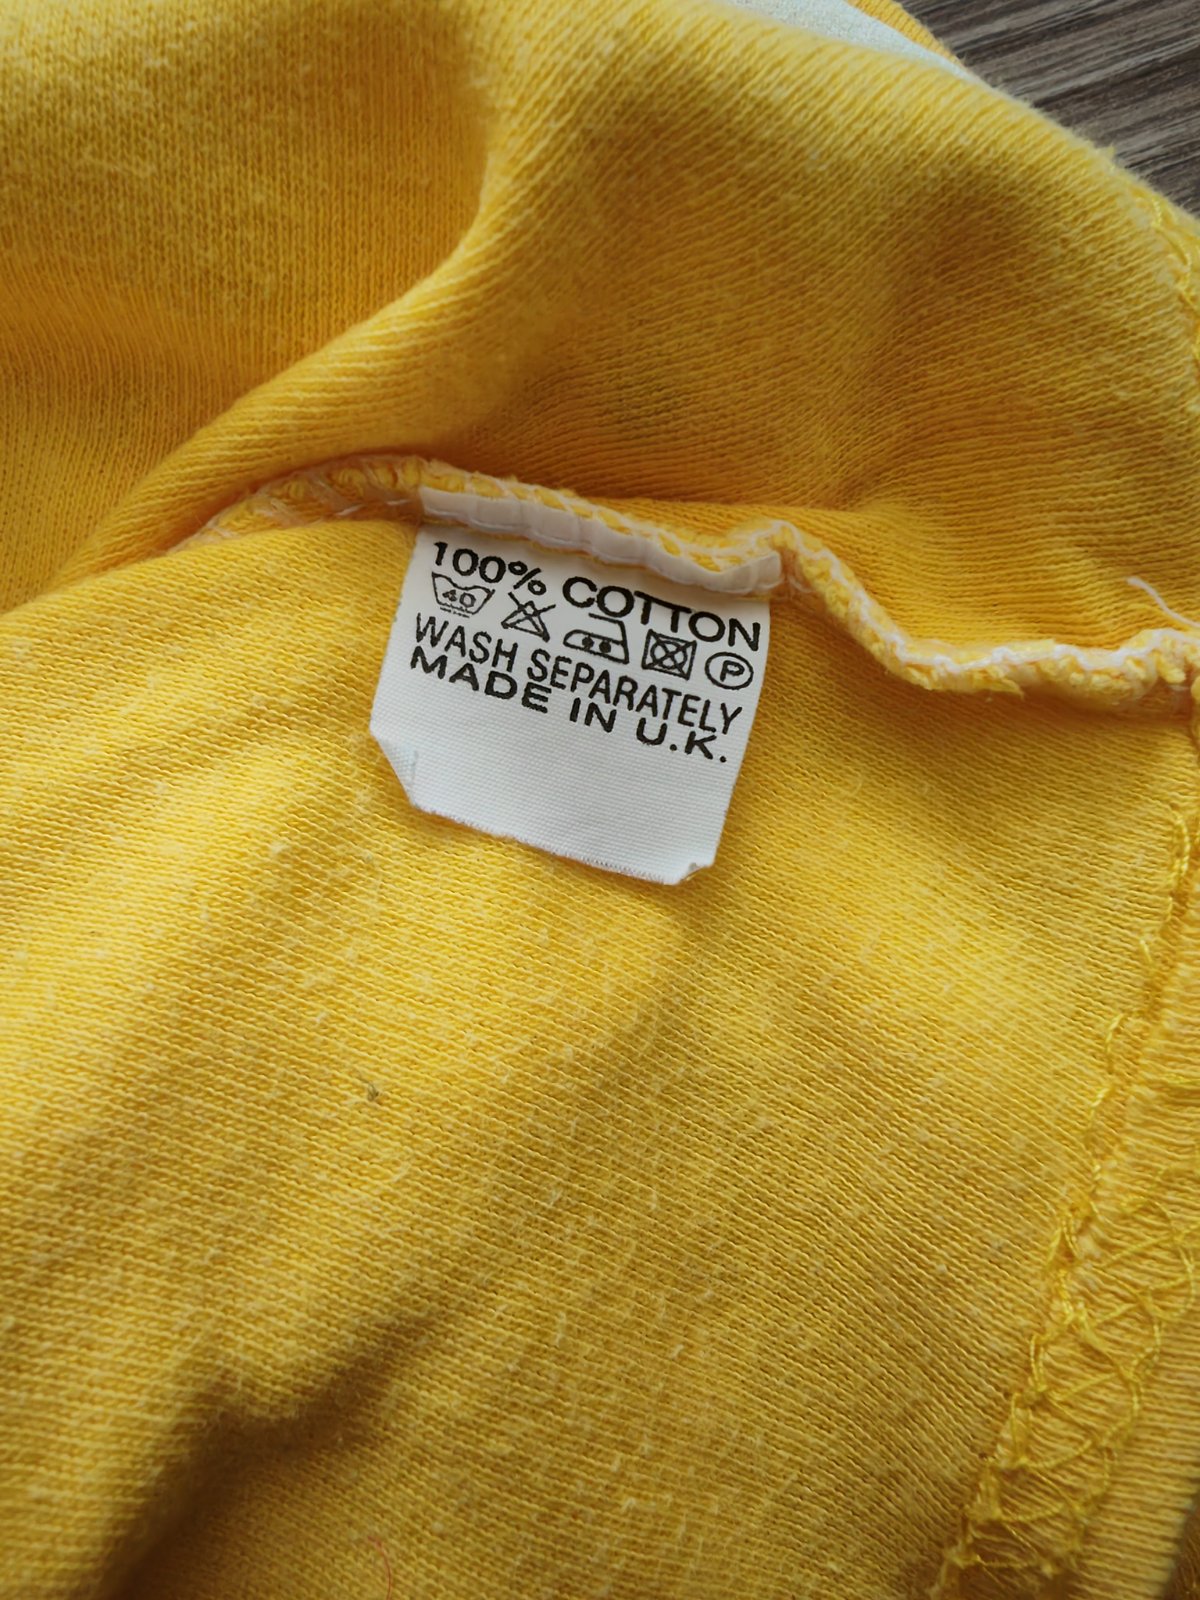 100% COTTON
40 P
WASH SEPARATELY
MADE IN U.K.